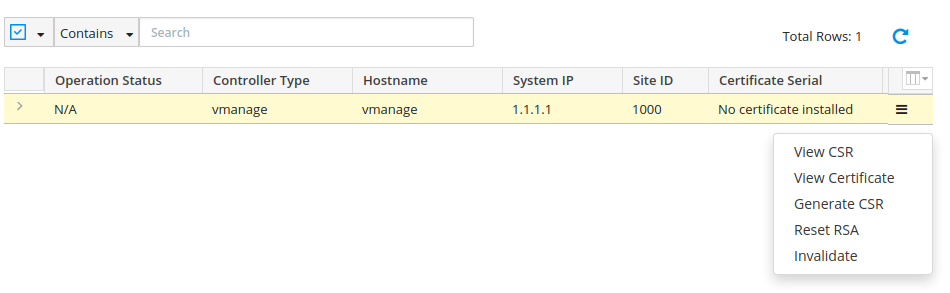 Contains Search Total Rows: 1
Operation Status Controller Type Hostname System IP Site ID Certificate Serial
N/A vmanage vmanage 1.1.1.1 1000 No certificate installed
View CSR
View Certificate
Generate CSR
Reset RSA
Invalidate